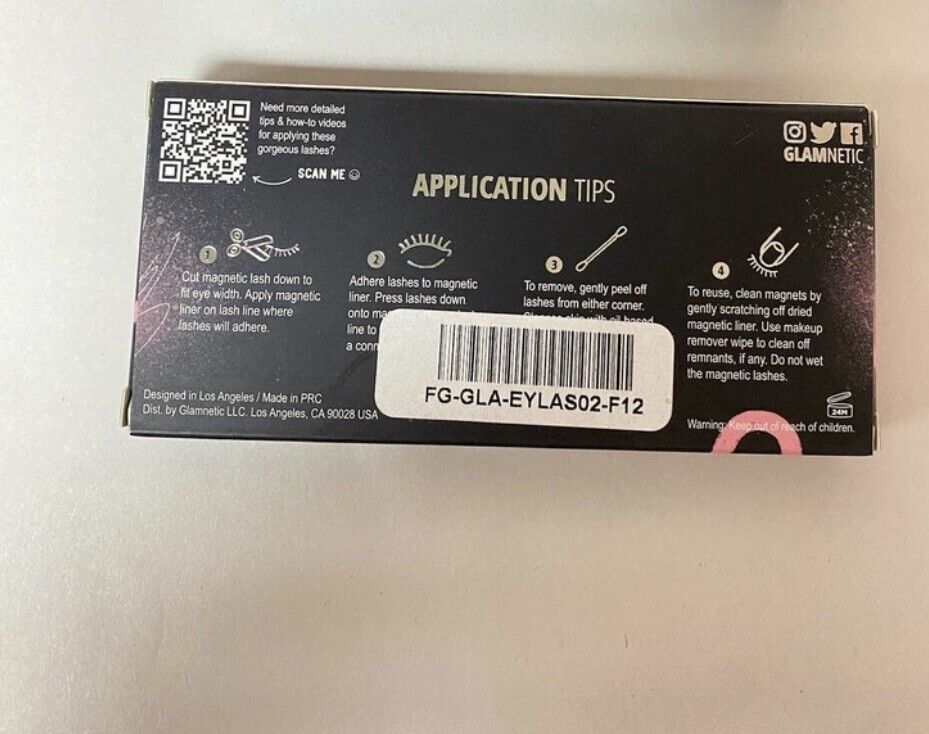 Need more detailed
tips & how-to videos
for applying these
gorgeous lashes?
SCAN ME ☺
GLAMNETIC
APPLICATION TIPS
1
Cut magnetic lash down to
fit eye width. Apply magnetic
liner on lash line where
lashes will adhere.
2
Adhere lashes to magnetic
liner. Press lashes down
onto
line to
a
3
To remove, gently peel off
lashes from either corner.
4
To reuse, clean magnets by
gently scratching off dried
magnetic liner. Use makeup
remover wipe to clean off
remnants, if any. Do not wet
the magnetic lashes.
FG-GLA-EYLAS02-F12
Designed in Los Angeles / Made in PRC
Dist. by Glamnetic LLC. Los Angeles, CA 90028 USA
24M
Warning: Keep out of reach of children.